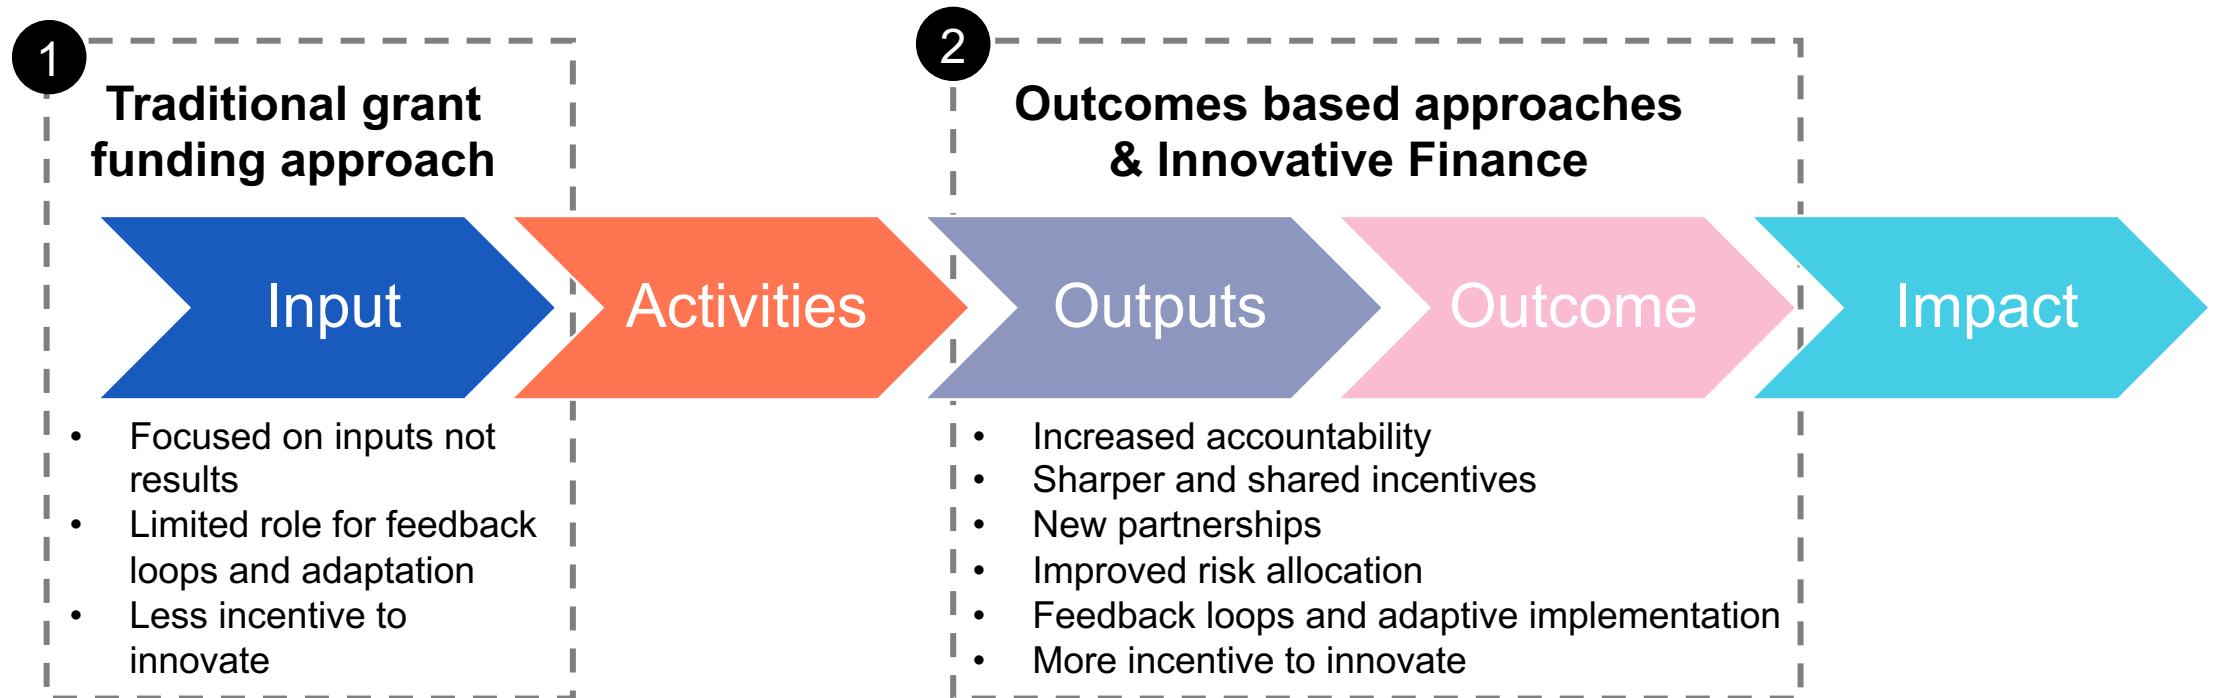 1
Traditional grant
funding approach
2
Outcomes based approaches
& Innovative Finance
Input
Activities
Outputs
Outcome
Impact
• Focused on inputs not
results
• Limited role for feedback
loops and adaptation
• Less incentive to
innovate
• Increased accountability
• Sharper and shared incentives
• New partnerships
• Improved risk allocation
• Feedback loops and adaptive implementation
• More incentive to innovate